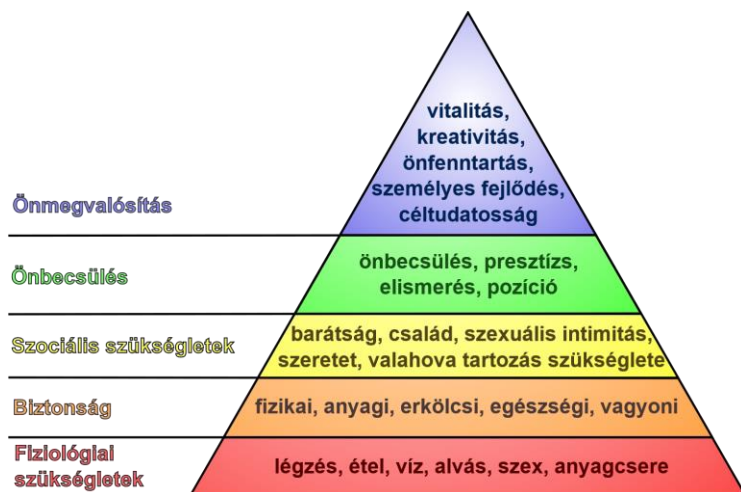 vitalitás,
kreativitás,
önfenntartás,
személyes fejlődés,
céltudatosság
Önmegvalósítás
önbecsülés, presztízs,
elismerés, pozíció
Önbecsülés
barátság, család, szexuális intimitás,
szeretet, valahova tartozás szükséglete
Szociális szükségletek
fizikai, anyagi, erkölcsi, egészségi, vagyoni
Biztonság
légzés, étel, víz, alvás, szex, anyagcsere
Fiziológiai
szükségletek